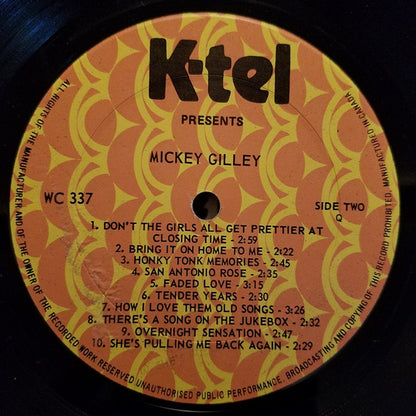 K-tel
PRESENTS
MICKEY GILLEY
WC 337
SIDE TWO
Q
1. DON'T THE GIRLS ALL GET PRETTIER AT
CLOSING TIME - 2:59
2. BRING IT ON HOME TO ME - 2:22
3. HONKY TONK MEMORIES - 2:45
4. SAN ANTONIO ROSE - 2:35
5. FADED LOVE - 3:15
6. TENDER YEARS - 2:30
7. HOW I LOVE THEM OLD SONGS - 3:26
8. THERE'S A SONG ON THE JUKEBOX - 2:32
9. OVERNIGHT SENSATION - 2:47
10. SHE'S PULLING ME BACK AGAIN - 2:29
ALL RIGHTS OF THE MANUFACTURER AND OF THE OWNER OF THE RECORDED WORK RESERVED UNAUTHORISED PUBLIC PERFORMANCE, BROADCASTING AND COPYING OF THIS RECORD PROHIBITED MANUFACTURED IN CANADA